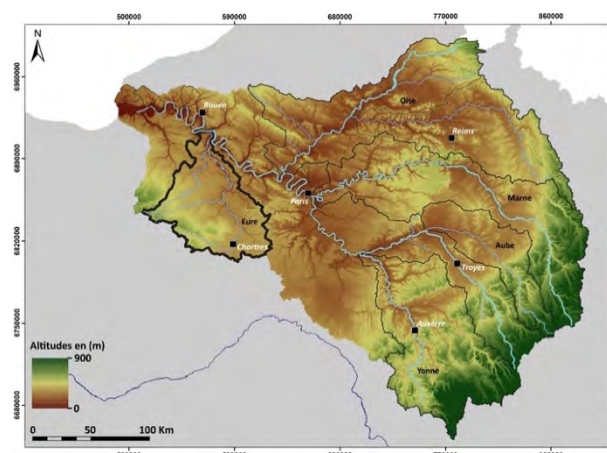 500000 590000 680000 770000 860000
N
6960000
6890000
6820000
6750000
6680000
Rouen
Oise
Reims
Paris
Marne
Eure
Chartres
Aube
Troyes
Auxerre
Yonne
Altitudes en (m)
900
0
0 50 100 Km